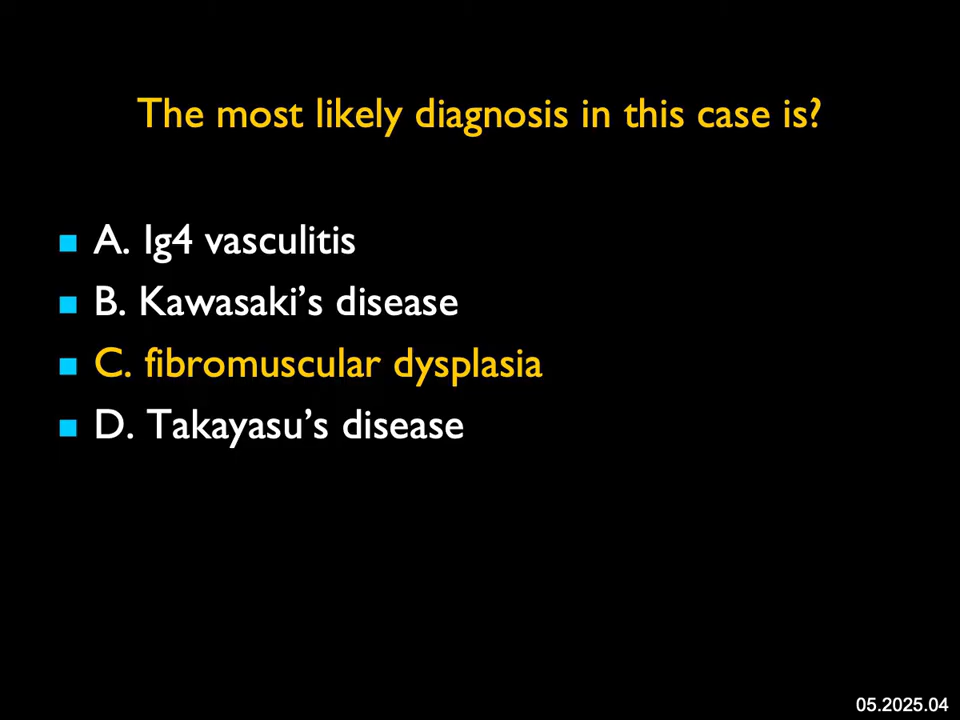 The most likely diagnosis in this case is?
A. Ig4 vasculitis
B. Kawasaki’s disease
C. fibromuscular dysplasia
D. Takayasu’s disease
05.2025.04